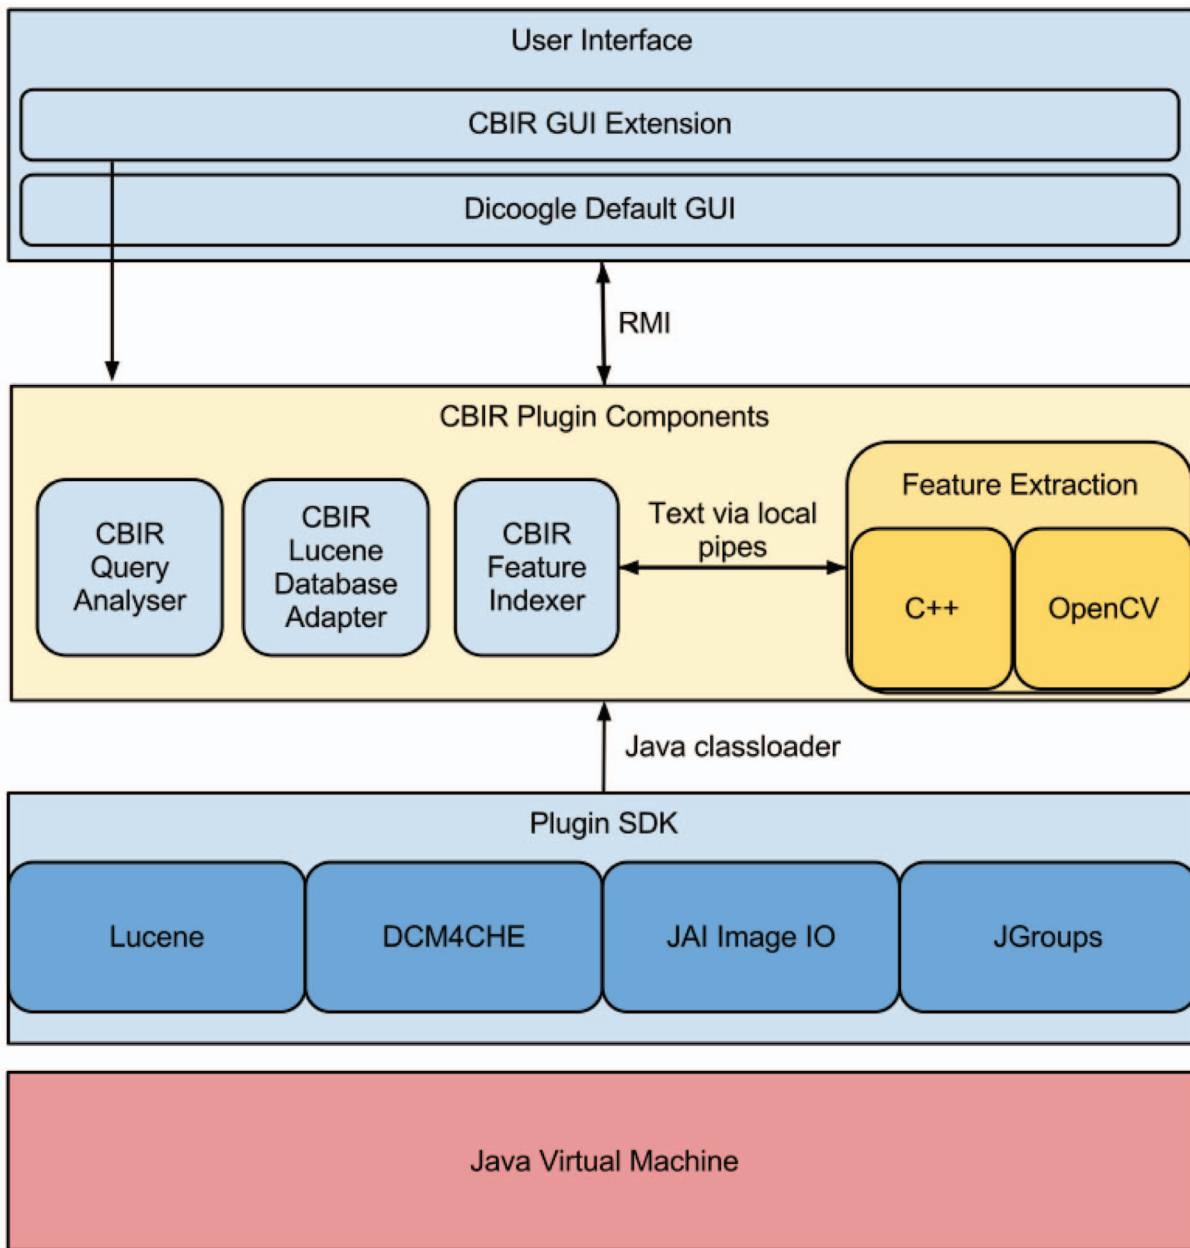 User Interface
CBIR GUI Extension
Dicoogle Default GUI
RMI
CBIR Plugin Components
CBIR
Query
Analyser
CBIR
Lucene
Database
Adapter
CBIR
Feature
Indexer
Text via local
pipes
Feature Extraction
C++
OpenCV
Java classloader
Plugin SDK
Lucene
DCM4CHE
JAI Image IO
JGroups
Java Virtual Machine